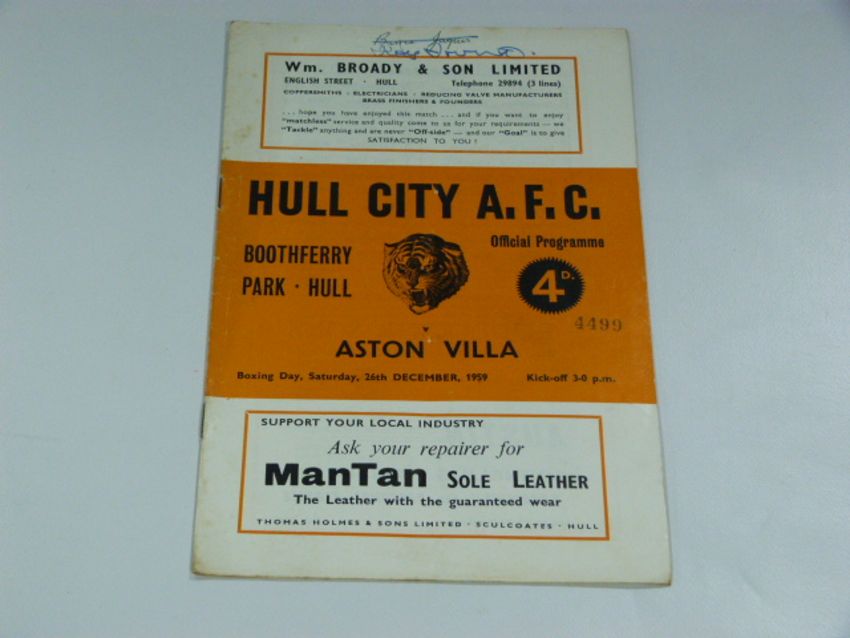 Wm. BROADY & SON LIMITED
ENGLISH STREET · HULL Telephone 29894 (3 lines)
COPPERSMITHS · ELECTRICIANS · REDUCING VALVE MANUFACTURERS
BRASS FINISHERS & FOUNDERS
... hope you have enjoyed this match ... and if you want to enjoy
"matchless" service and quality come to us for your requirements — we
"Tackle" anything and are never "Off-side" — and our "Goal" is to give
SATISFACTION TO YOU !
HULL CITY A.F.C.
Official Programme
BOOTHFERRY
PARK · HULL
4D.
4499
v
ASTON VILLA
Boxing Day, Saturday, 26th DECEMBER, 1959 Kick-off 3-0 p.m.
SUPPORT YOUR LOCAL INDUSTRY
Ask your repairer for
ManTan SOLE LEATHER
The Leather with the guaranteed wear
THOMAS HOLMES & SONS LIMITED · SCULCOATES · HULL